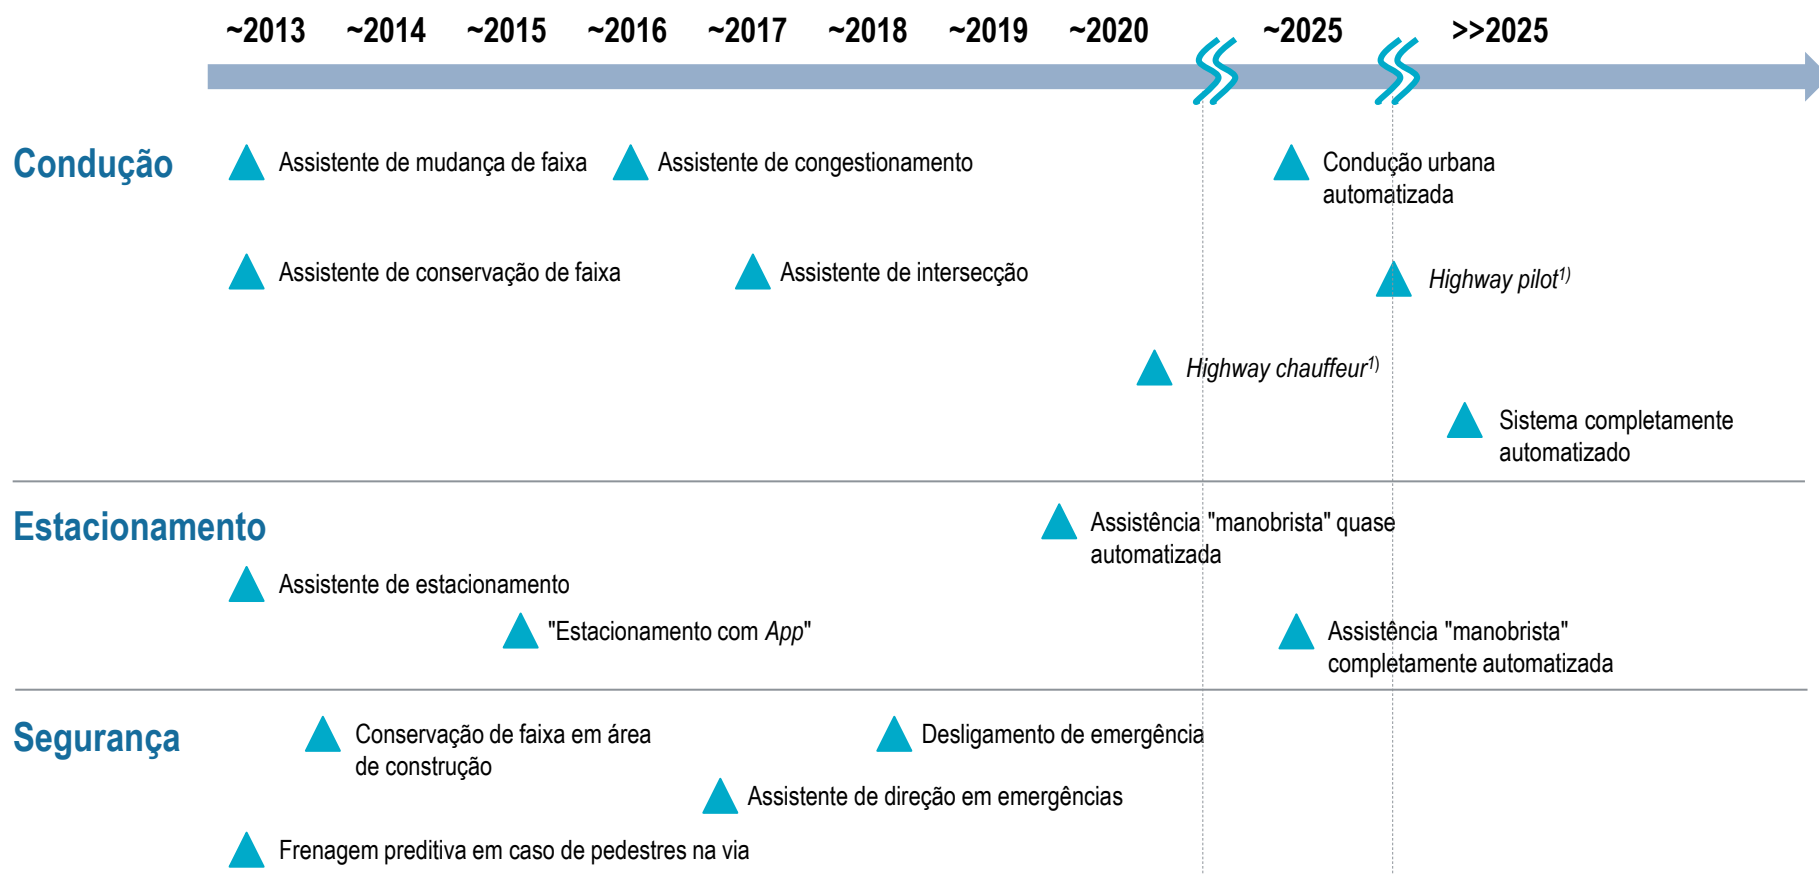 ~2013 ~2014 ~2015 ~2016 ~2017 ~2018 ~2019 ~2020 ~2025 >>2025
Condução
Assistente de mudança de faixa
Assistente de congestionamento
Condução urbana
automatizada
Assistente de conservação de faixa
Assistente de intersecção
Highway pilot1)
Highway chauffeur1)
Sistema completamente
automatizado
Estacionamento
Assistência "manobrista" quase
automatizada
Assistente de estacionamento
"Estacionamento com App"
Assistência "manobrista"
completamente automatizada
Segurança
Conservação de faixa em área
de construção
Desligamento de emergência
Assistente de direção em emergências
Frenagem preditiva em caso de pedestres na via